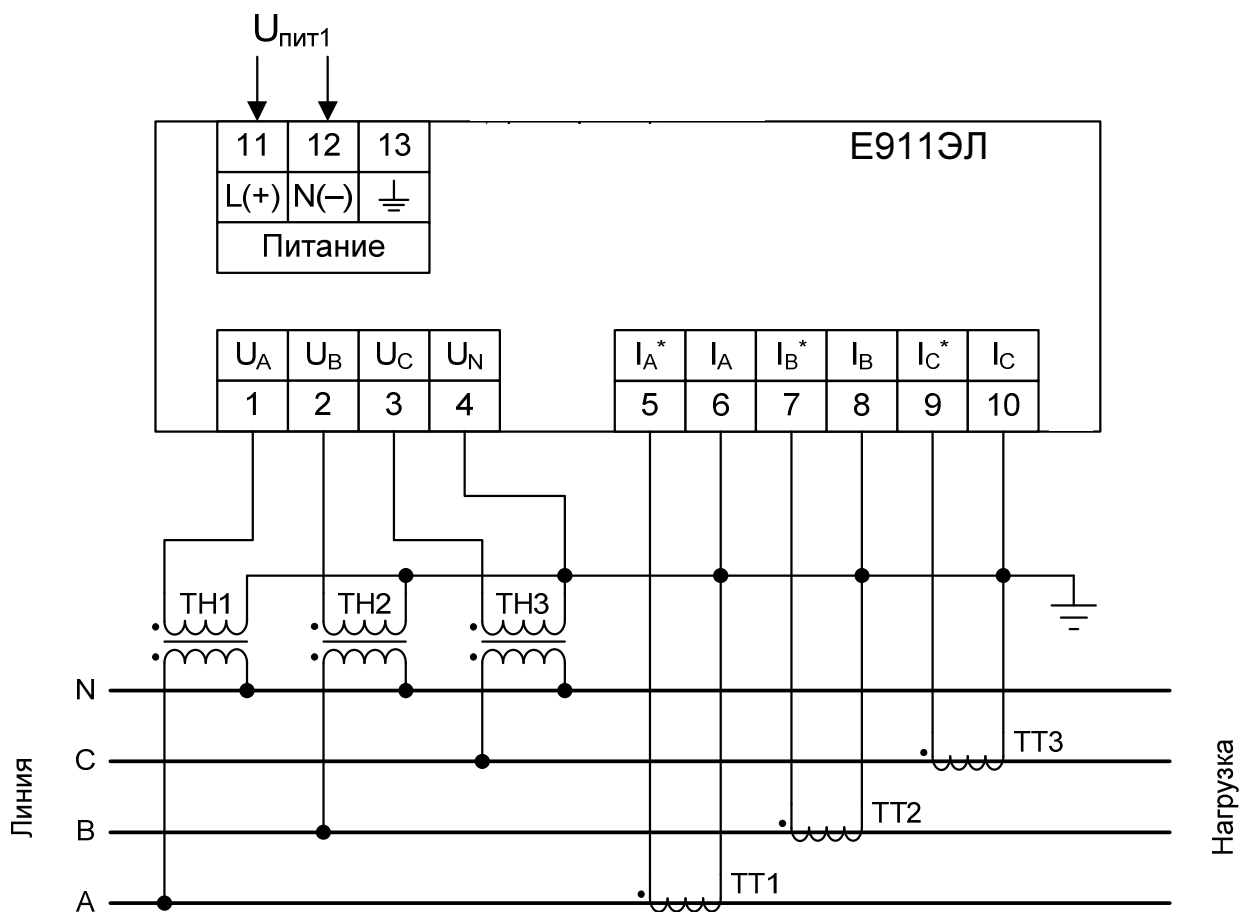 Uпит1
11 12 13
E911ЭЛ
L(+) N(–)
Питание
UA UB UC UN
IA* IA IB* IB IC* IC
1 2 3 4
5 6 7 8 9 10
ТН1 ТН2 ТН3
N
C
ТТ3
B
ТТ2
A
ТТ1
Линия
Нагрузка